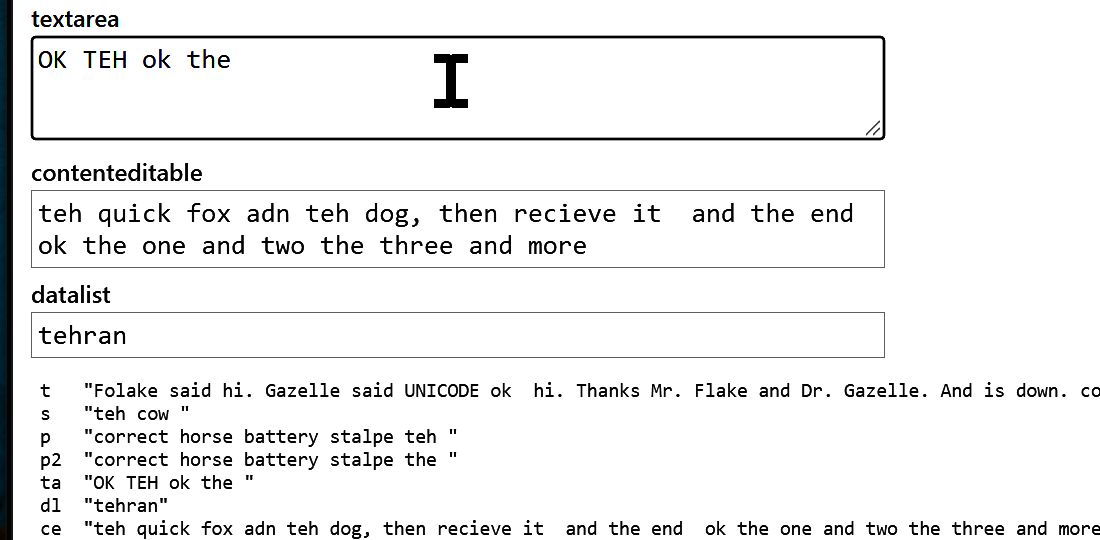 textarea
OK TEH ok the
contenteditable
teh quick fox adn teh dog, then recieve it  and the end
ok the one and two the three and more
datalist
tehran
t "Folake said hi. Gazelle said UNICODE ok  hi. Thanks Mr. Flake and Dr. Gazelle. And is down. co
s "teh cow "
p "correct horse battery stalpe teh "
p2 "correct horse battery stalpe the "
ta "OK TEH ok the "
dl "tehran"
ce "teh quick fox adn teh dog, then recieve it  and the end  ok the one and two the three and more